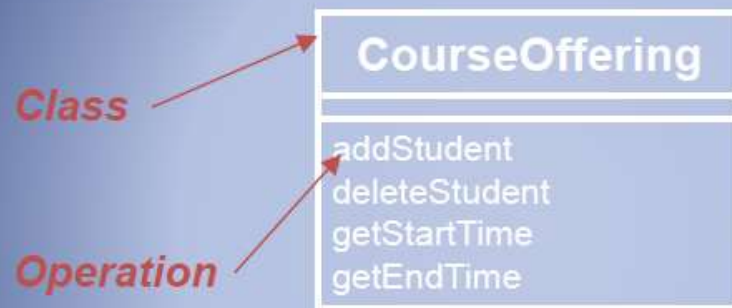 CourseOffering
Class
addStudent
deleteStudent
getStartTime
Operation
getEndTime